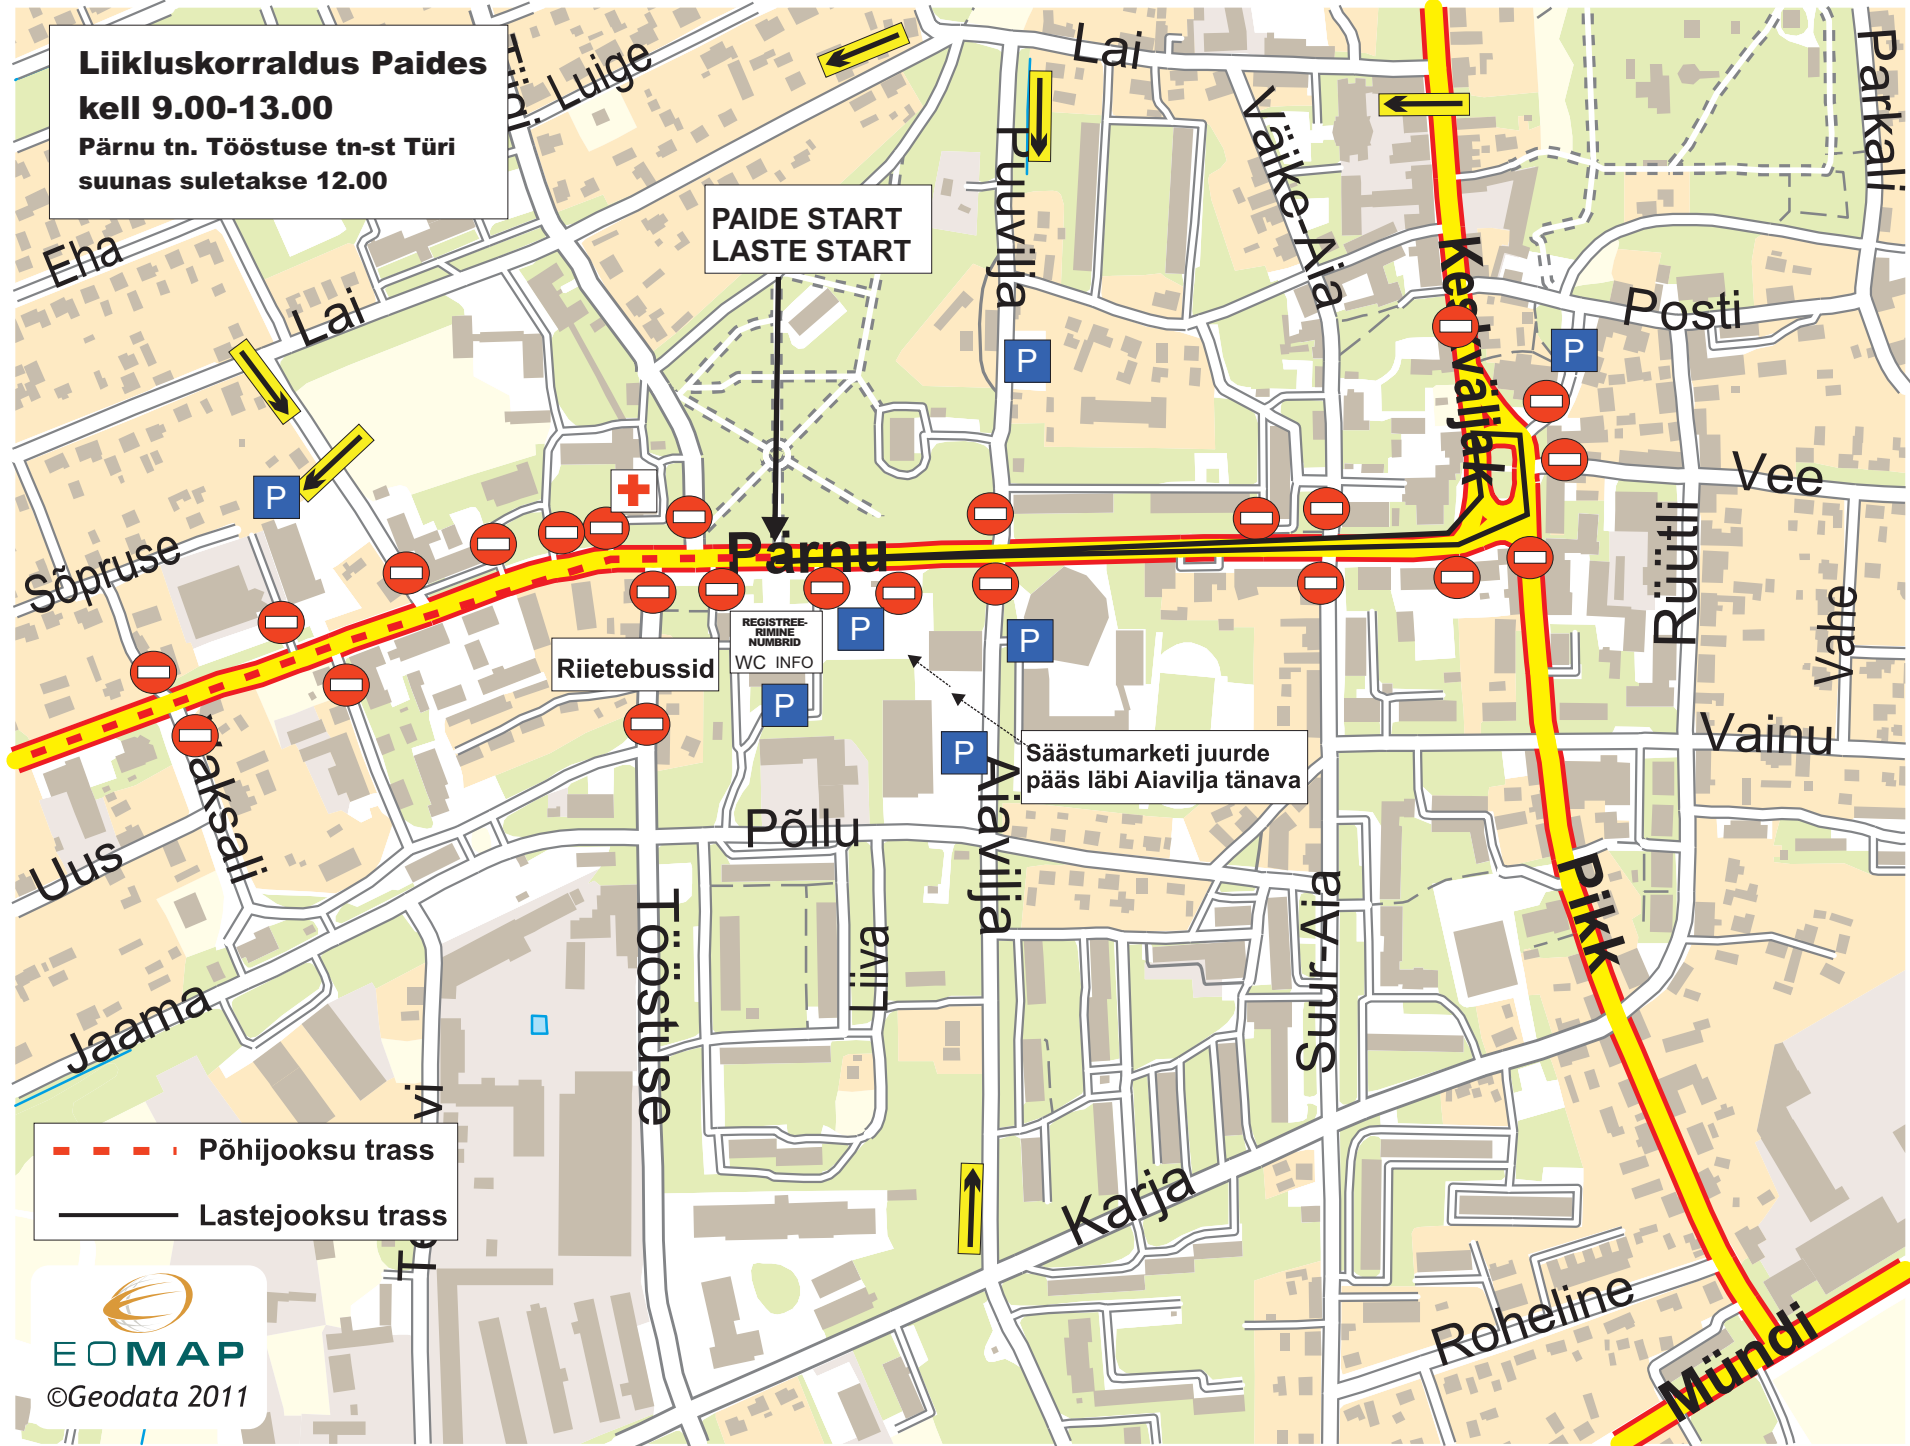 Liikluskorraldus Paides
kell 9.00-13.00
Pärnu tn. Tööstuse tn-st Türi
suunas suletakse 12.00
Luige
Lai
Parkali
Väike-Aia
Puuvilja
PAIDE START
LASTE START
Eha
Lai
Posti
P
P
P
Vee
Sõpruse
Pärnu
Rüütli
Vahe
REGISTREE-
RIMINE
NUMBRID
WC INFO
P
P
P
P
Riietebussid
Säästumarketi juurde
pääs läbi Aiavilja tänava
Vainu
Uus
Põllu
Aiavilja
Pikk
Tööstuse
Liiva
Suur-Aia
Jaama
Põhijooksu trass
Lastejooksu trass
Karja
Roheline
Mündi
EOMAP
©Geodata 2011